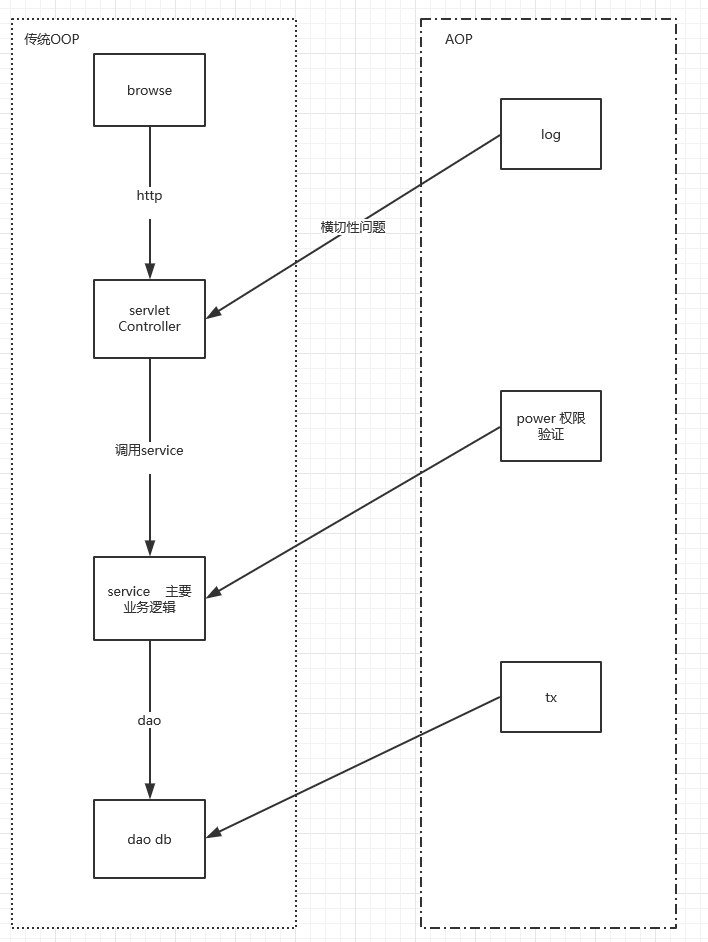 传统OOP
browse
http
servlet
Controller
调用service
service 主要
业务逻辑
dao
dao db
横切性问题
AOP
log
power 权限
验证
tx